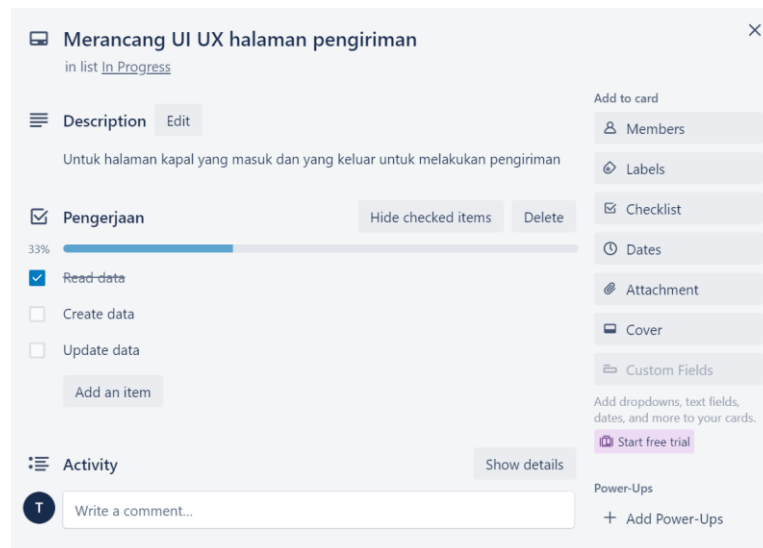 Merancang UI UX halaman pengiriman
in list In Progress
Description Edit
Untuk halaman kapal yang masuk dan yang keluar untuk melakukan pengiriman
Pengerjaan Hide checked items Delete
33%
Read data
Create data
Update data
Add an item
Activity Show details
T Write a comment...
Add to card
Members
Labels
Checklist
Dates
Attachment
Cover
Custom Fields
Add dropdowns, text fields,
dates, and more to your cards.
Start free trial
Power-Ups
+ Add Power-Ups